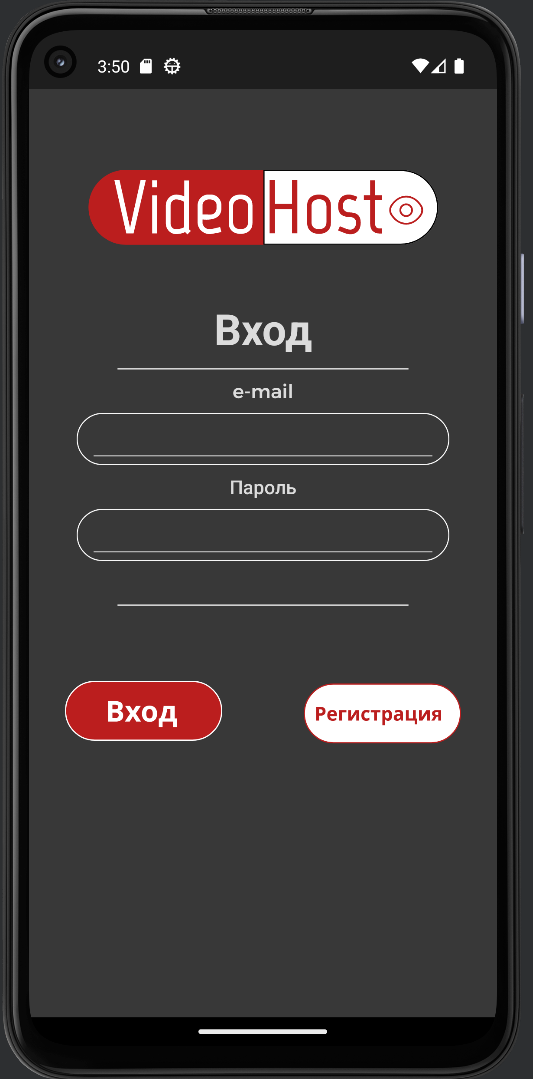 3:50
VideoHost
Вход
e-mail
Пароль
Вход
Регистрация